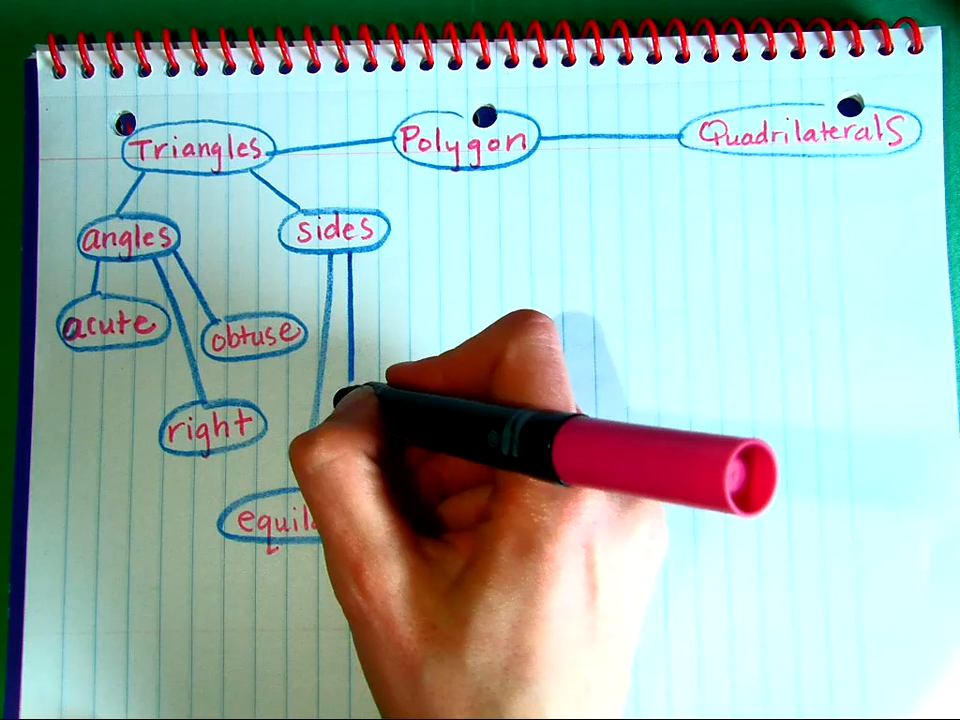 Triangles Polygon Quadrilaterals
angles sides
acute obtuse
right